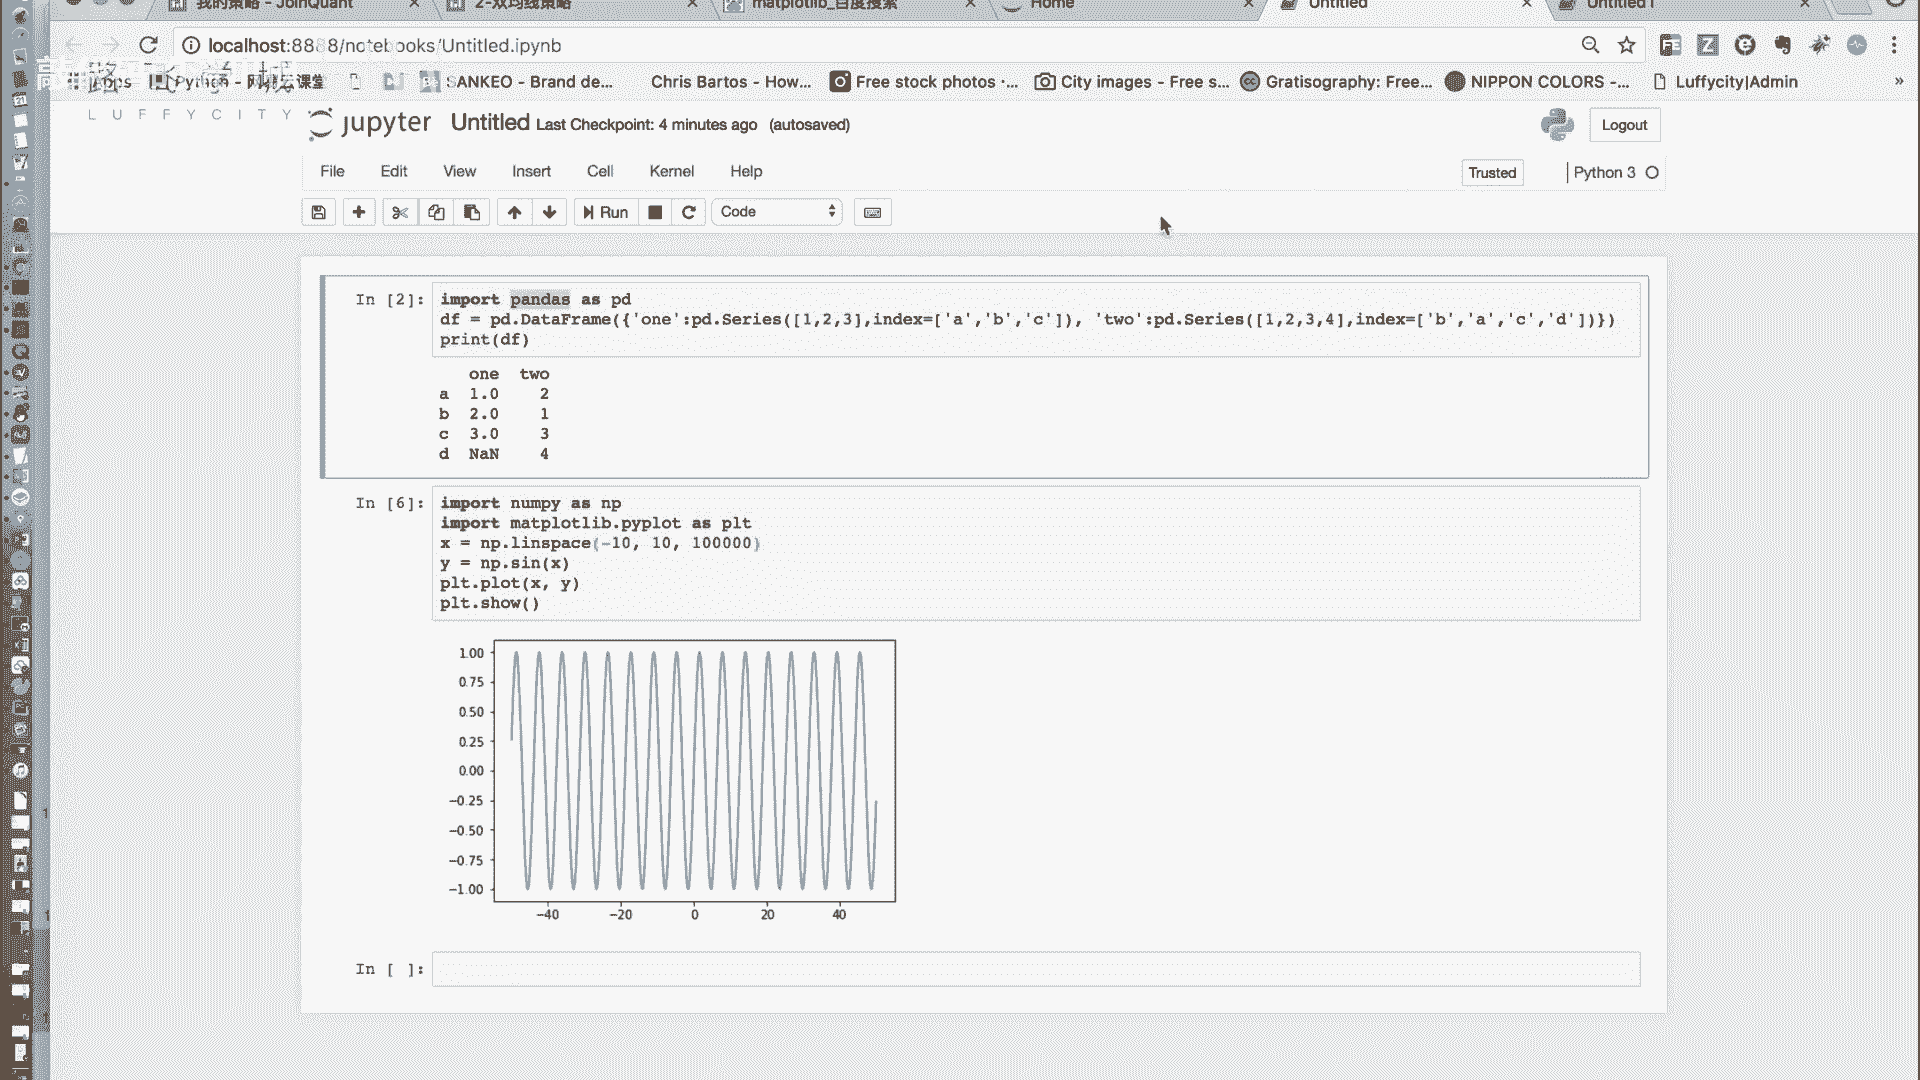 我的策略 - JoinQuant
2-双均线策略
matplotlib_百度搜索
Home
Untitled
Untitled1
localhost:8888/notebooks/Untitled.ipynb
Apps
SANKEO - Brand de...
Chris Bartos - How...
Free stock photos ·...
City images - Free s...
Gratisography: Free...
NIPPON COLORS -...
Luffycity|Admin
»
LUFFYCITY
jupyter Untitled Last Checkpoint: 4 minutes ago (autosaved)
Logout
File Edit View Insert Cell Kernel Help
Trusted
Python 3
Run
Code
In [2]: import pandas as pd
df = pd.DataFrame({'one':pd.Series([1,2,3],index=['a','b','c']), 'two':pd.Series([1,2,3,4],index=['b','a','c','d'])})
print(df)
one two
a 1.0 2
b 2.0 1
c 3.0 3
d NaN 4
In [6]: import numpy as np
import matplotlib.pyplot as plt
x = np.linspace(-10, 10, 100000)
y = np.sin(x)
plt.plot(x, y)
plt.show()
1.00
0.75
0.50
0.25
0.00
−0.25
−0.50
−0.75
−1.00
−40 −20 0 20 40
In [ ]: